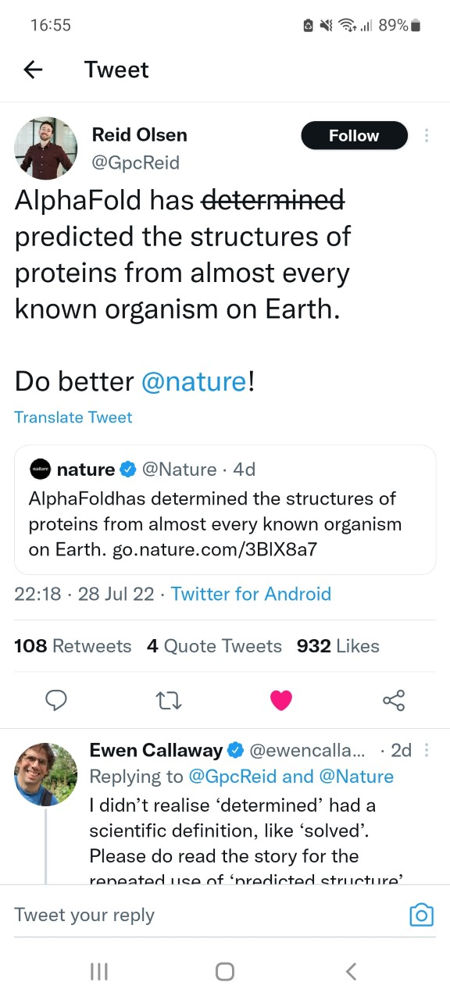 16:55
89%
Tweet
Reid Olsen
Follow
@GpcReid
AlphaFold has determined
predicted the structures of
proteins from almost every
known organism on Earth.
Do better @nature!
Translate Tweet
nature
nature @Nature · 4d
AlphaFoldhas determined the structures of
proteins from almost every known organism
on Earth. go.nature.com/3BlX8a7
22:18 · 28 Jul 22 · Twitter for Android
108 Retweets 4 Quote Tweets 932 Likes
Ewen Callaway @ewencalla... · 2d
Replying to @GpcReid and @Nature
I didn’t realise ‘determined’ had a
scientific definition, like ‘solved’.
Please do read the story for the
repeated use of ‘predicted structure’
Tweet your reply